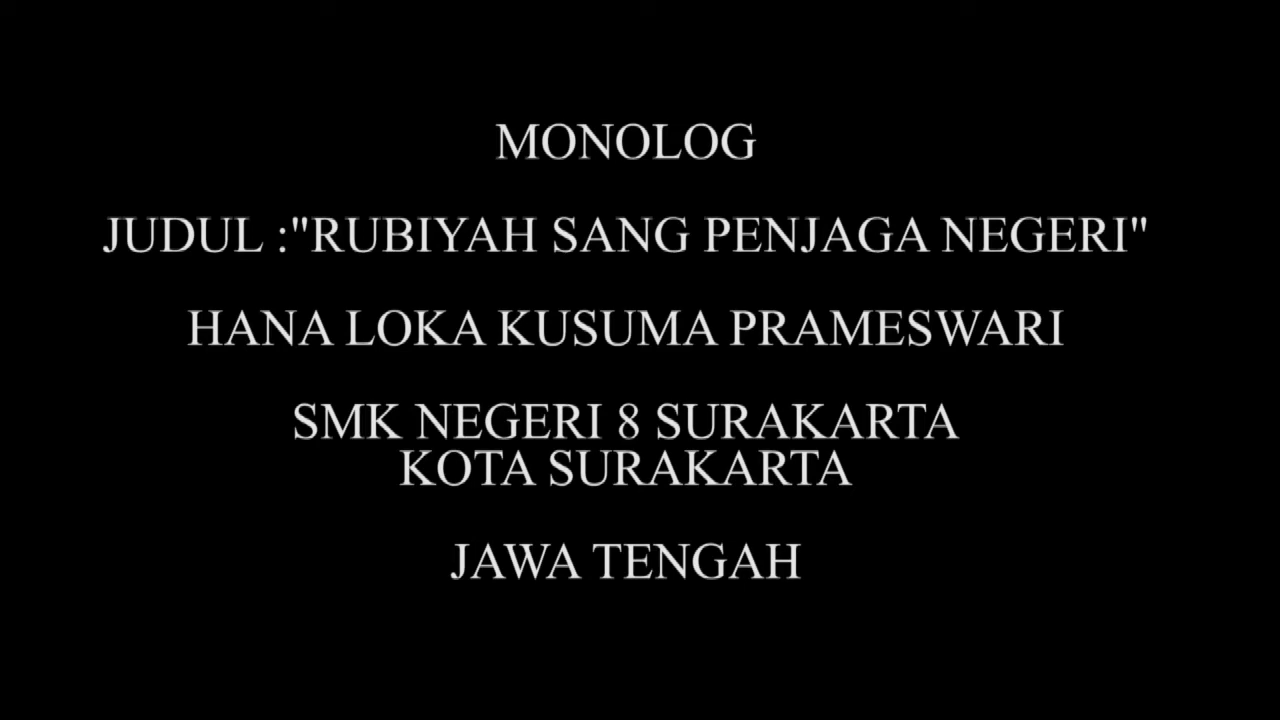 MONOLOG
JUDUL :"RUBIYAH SANG PENJAGA NEGERI"
HANA LOKA KUSUMA PRAMESWARI
SMK NEGERI 8 SURAKARTA
KOTA SURAKARTA
JAWA TENGAH